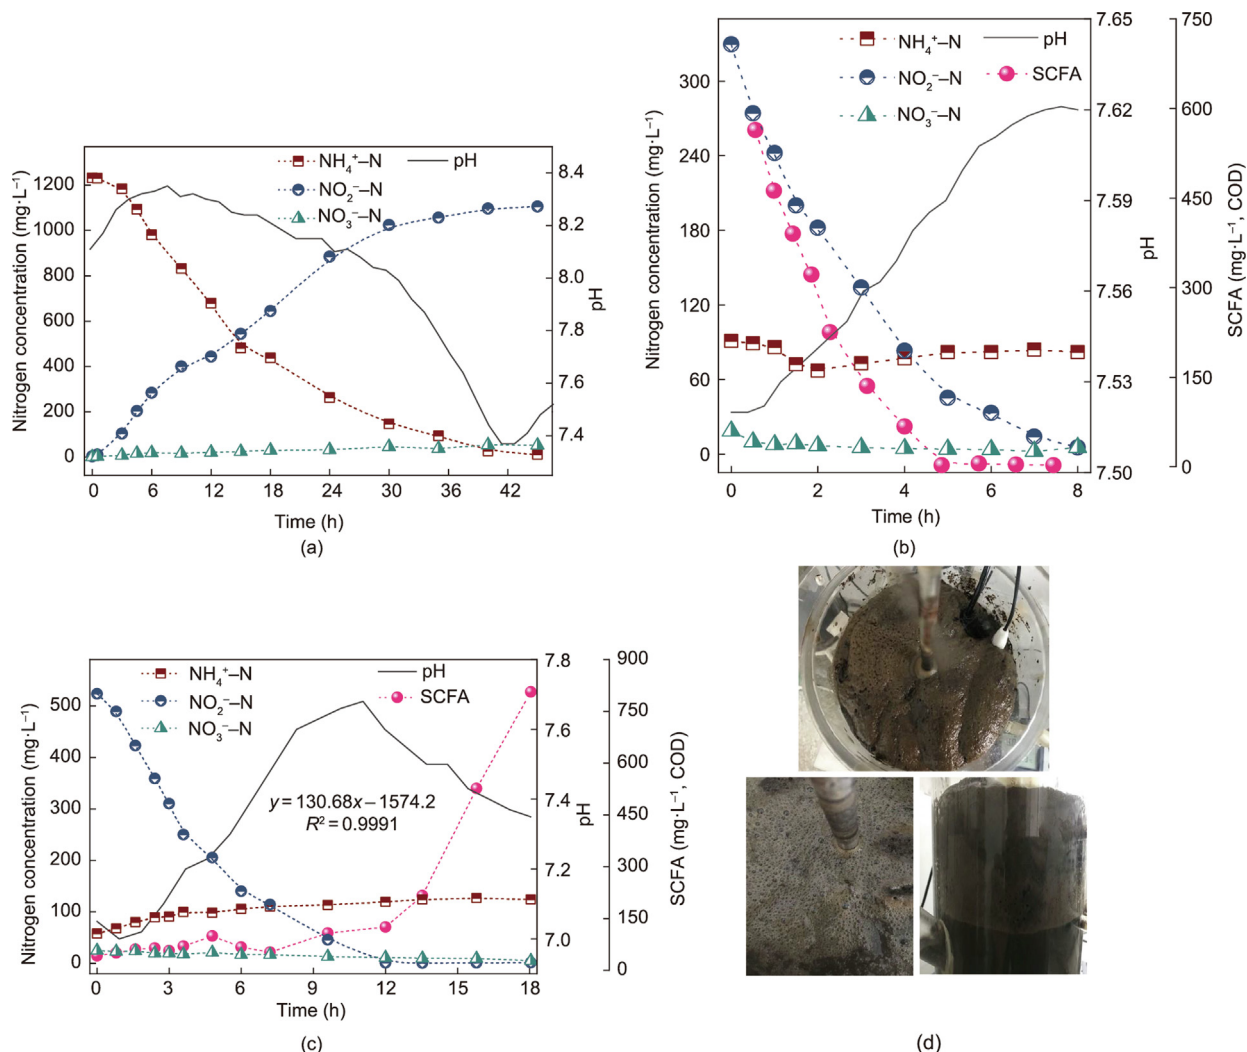 NH₄⁺–N
pH
NO₂⁻–N
NO₃⁻–N
Nitrogen concentration (mg·L⁻¹)
1200
1000
800
600
400
200
0
8.4
8.2
8.0
7.8
7.6
7.4
pH
0 6 12 18 24 30 36 42
Time (h)
(a)
NH₄⁺–N
pH
NO₂⁻–N
SCFA
NO₃⁻–N
Nitrogen concentration (mg·L⁻¹)
300
240
180
120
60
0
7.65
7.62
7.59
7.56
7.53
7.50
pH
750
600
450
300
150
0
SCFA (mg·L⁻¹, COD)
0 2 4 6 8
Time (h)
(b)
NH₄⁺–N
pH
NO₂⁻–N
SCFA
NO₃⁻–N
y = 130.68x – 1574.2
R² = 0.9991
Nitrogen concentration (mg·L⁻¹)
500
400
300
200
100
0
7.8
7.6
7.4
7.2
7.0
pH
900
750
600
450
300
150
0
SCFA (mg·L⁻¹, COD)
0 3 6 9 12 15 18
Time (h)
(c)
(d)